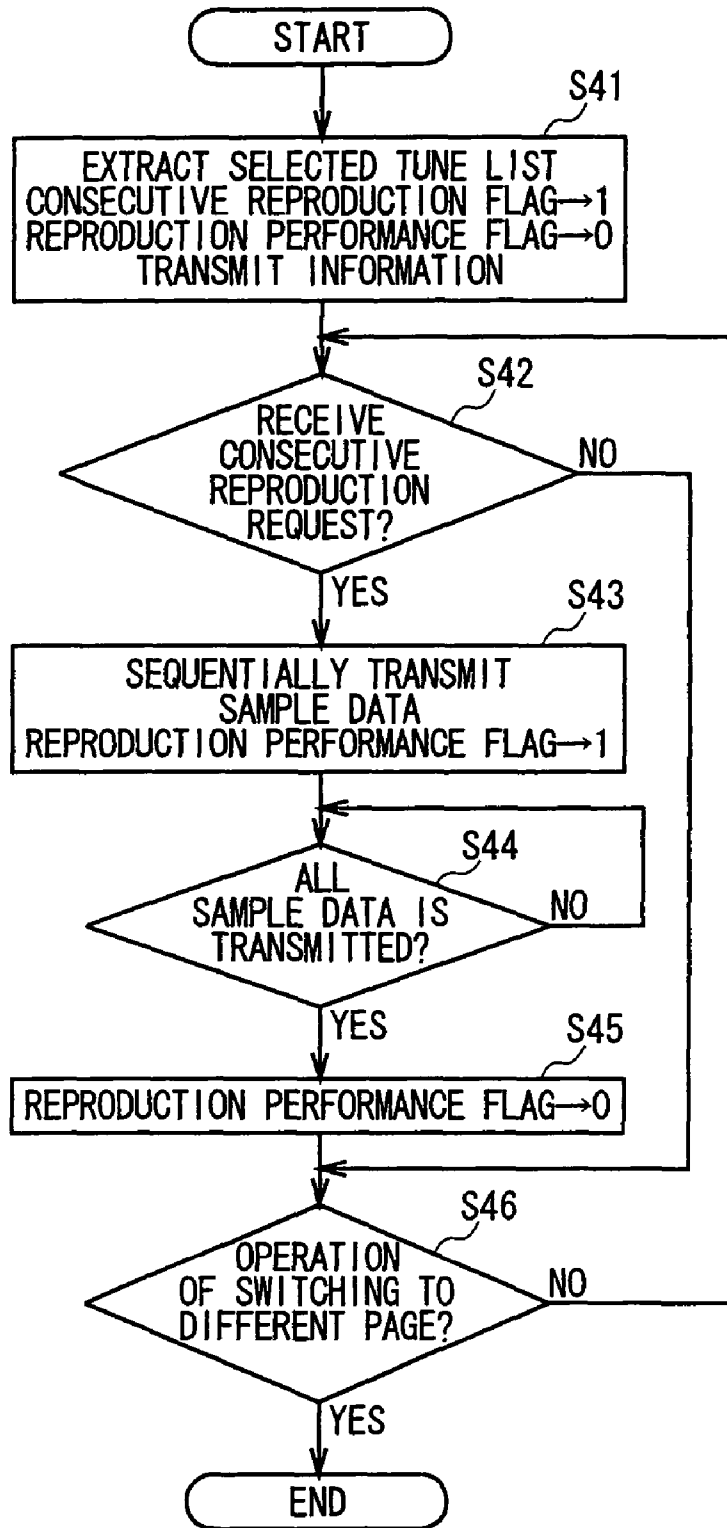 START
S41
EXTRACT SELECTED TUNE LIST
CONSECUTIVE REPRODUCTION FLAG→1
REPRODUCTION PERFORMANCE FLAG→0
TRANSMIT INFORMATION
S42
RECEIVE
CONSECUTIVE
REPRODUCTION
REQUEST?
NO
YES
S43
SEQUENTIALLY TRANSMIT
SAMPLE DATA
REPRODUCTION PERFORMANCE FLAG→1
S44
ALL
SAMPLE DATA IS
TRANSMITTED?
NO
YES
S45
REPRODUCTION PERFORMANCE FLAG→0
S46
OPERATION
OF SWITCHING TO
DIFFERENT PAGE?
NO
YES
END